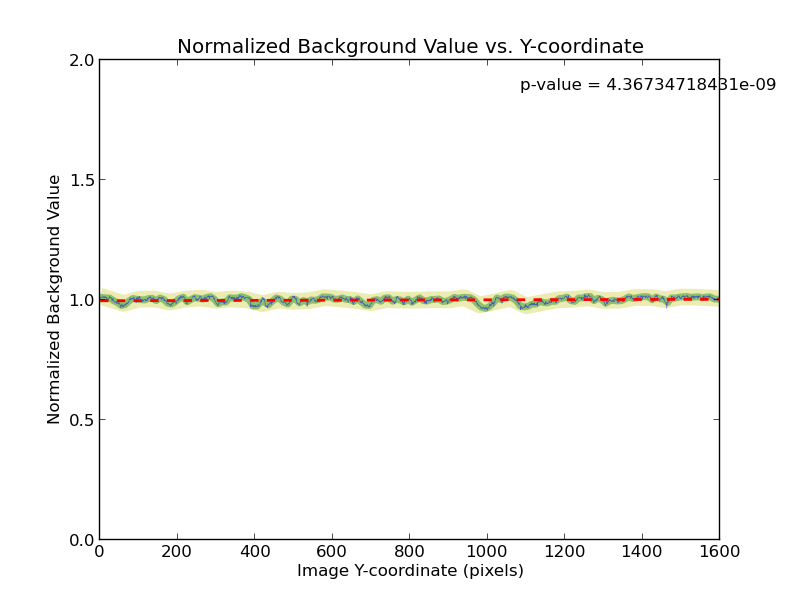 Normalized Background Value vs. Y-coordinate
p-value = 4.36734718431e-09
2.0
1.5
1.0
0.5
0.0
Normalized Background Value
0 200 400 600 800 1000 1200 1400 1600
Image Y-coordinate (pixels)